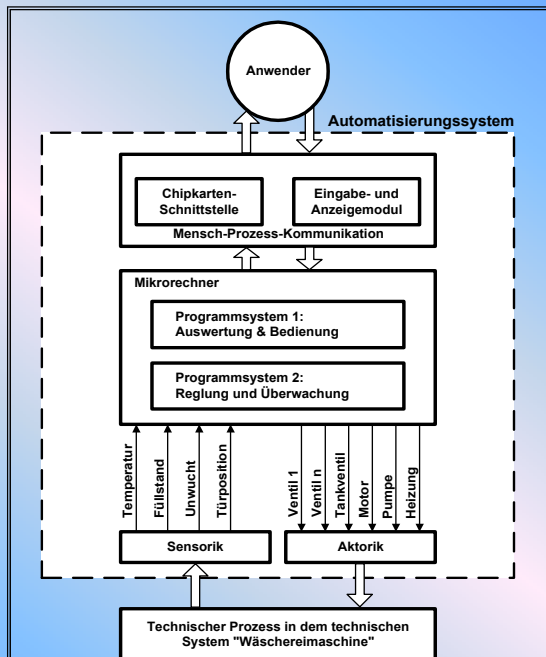 Anwender
Automatisierungssystem
Chipkarten-
Schnittstelle
Eingabe- und
Anzeigemodul
Mensch-Prozess-Kommunikation
Mikrorechner
Programmsystem 1:
Auswertung & Bedienung
Programmsystem 2:
Reglung und Überwachung
Temperatur
Füllstand
Unwucht
Türposition
Ventil 1
Ventil n
Tankventil
Motor
Pumpe
Heizung
Sensorik
Aktorik
Technischer Prozess in dem technischen
System "Wäschereimaschine"